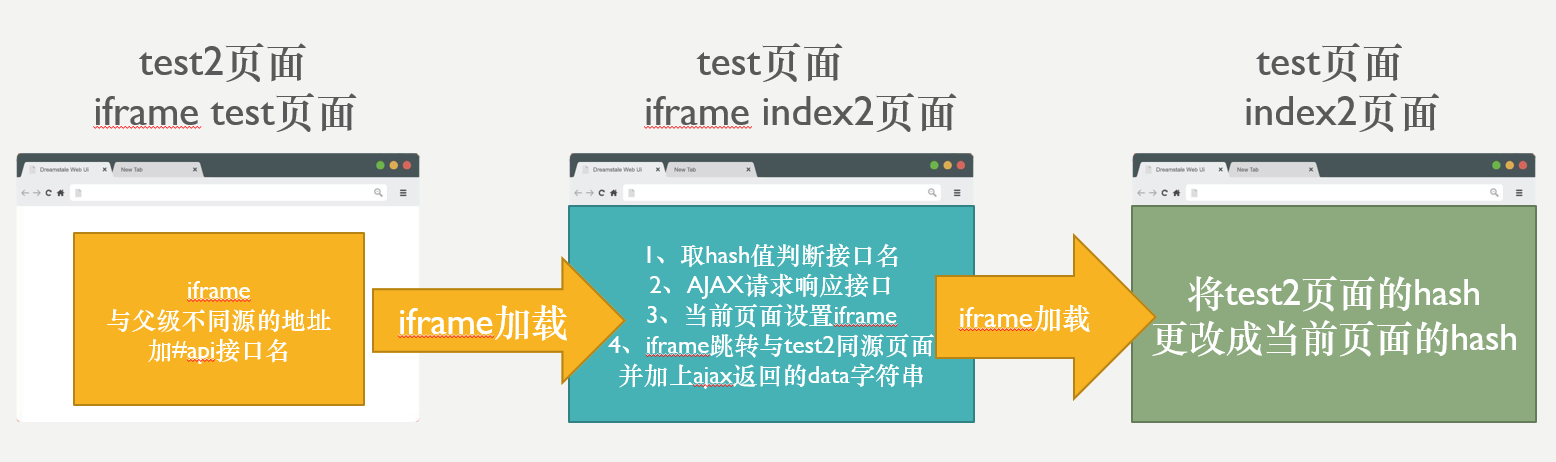 test2页面
iframe test页面
test页面
iframe index2页面
test页面
index2页面
Dreamstale Web UI
New Tab
iframe
与父级不同源的地址
加#api接口名
iframe加载
Dreamstale Web UI
New Tab
1、取hash值判断接口名
2、AJAX请求响应接口
3、当前页面设置iframe
4、iframe跳转与test2同源页面
并加上ajax返回的data字符串
iframe加载
Dreamstale Web UI
New Tab
将test2页面的hash
更改成当前页面的hash